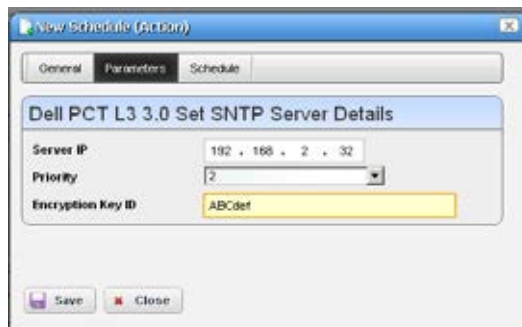 New Schedule (Action)
General Parameters Schedule
Dell PCT L3 3.0 Set SNTP Server Details
Server IP 192 . 168 . 2 . 32
Priority 2
Encryption Key ID ABCdef
Save Close